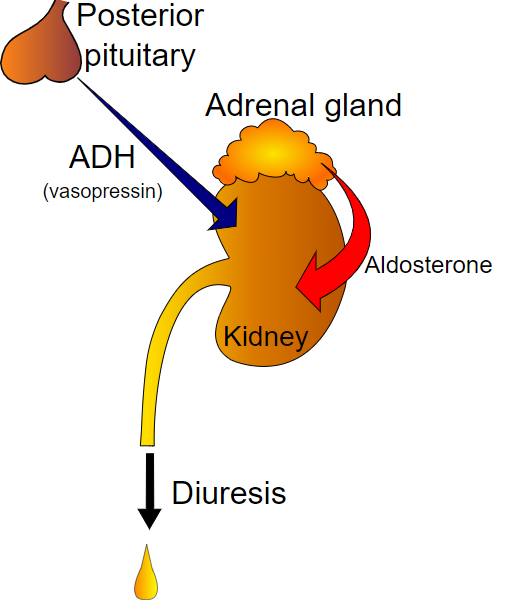 Posterior
pituitary
Adrenal gland
ADH
(vasopressin)
Aldosterone
Kidney
Diuresis